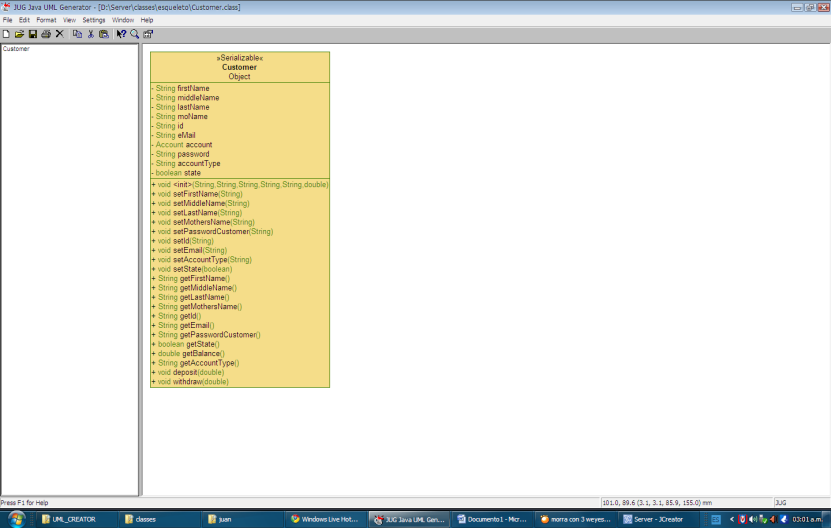 JUG Java UML Generator - [D:\Server\classes\esqueleto\Customer.class]
File Edit Format View Settings Window Help
Customer
»Serializable«
Customer
Object
- String firstName
- String middleName
- String lastName
- String moName
- String id
- String eMail
- Account account
- String password
- String accountType
- boolean state
+ void <init>(String,String,String,String,String,double)
+ void setFirstName(String)
+ void setMiddleName(String)
+ void setLastName(String)
+ void setMothersName(String)
+ void setPasswordCustomer(String)
+ void setId(String)
+ void setEmail(String)
+ void setAccountType(String)
+ void setState(boolean)
+ String getFirstName()
+ String getMiddleName()
+ String getLastName()
+ String getMothersName()
+ String getId()
+ String getEmail()
+ String getPasswordCustomer()
+ boolean getState()
+ double getBalance()
+ String getAccountType()
+ void deposit(double)
+ void withdraw(double)
Press F1 for Help 101.0, 89.6 (3.1, 3.1, 85.9, 155.0) mm JUG
UML_CREATOR classes juan Windows Live Hot... JUG Java UML Gen... Documento1 - Micr... morra con 3 weyes... Server - JCreator 03:01 a.m.